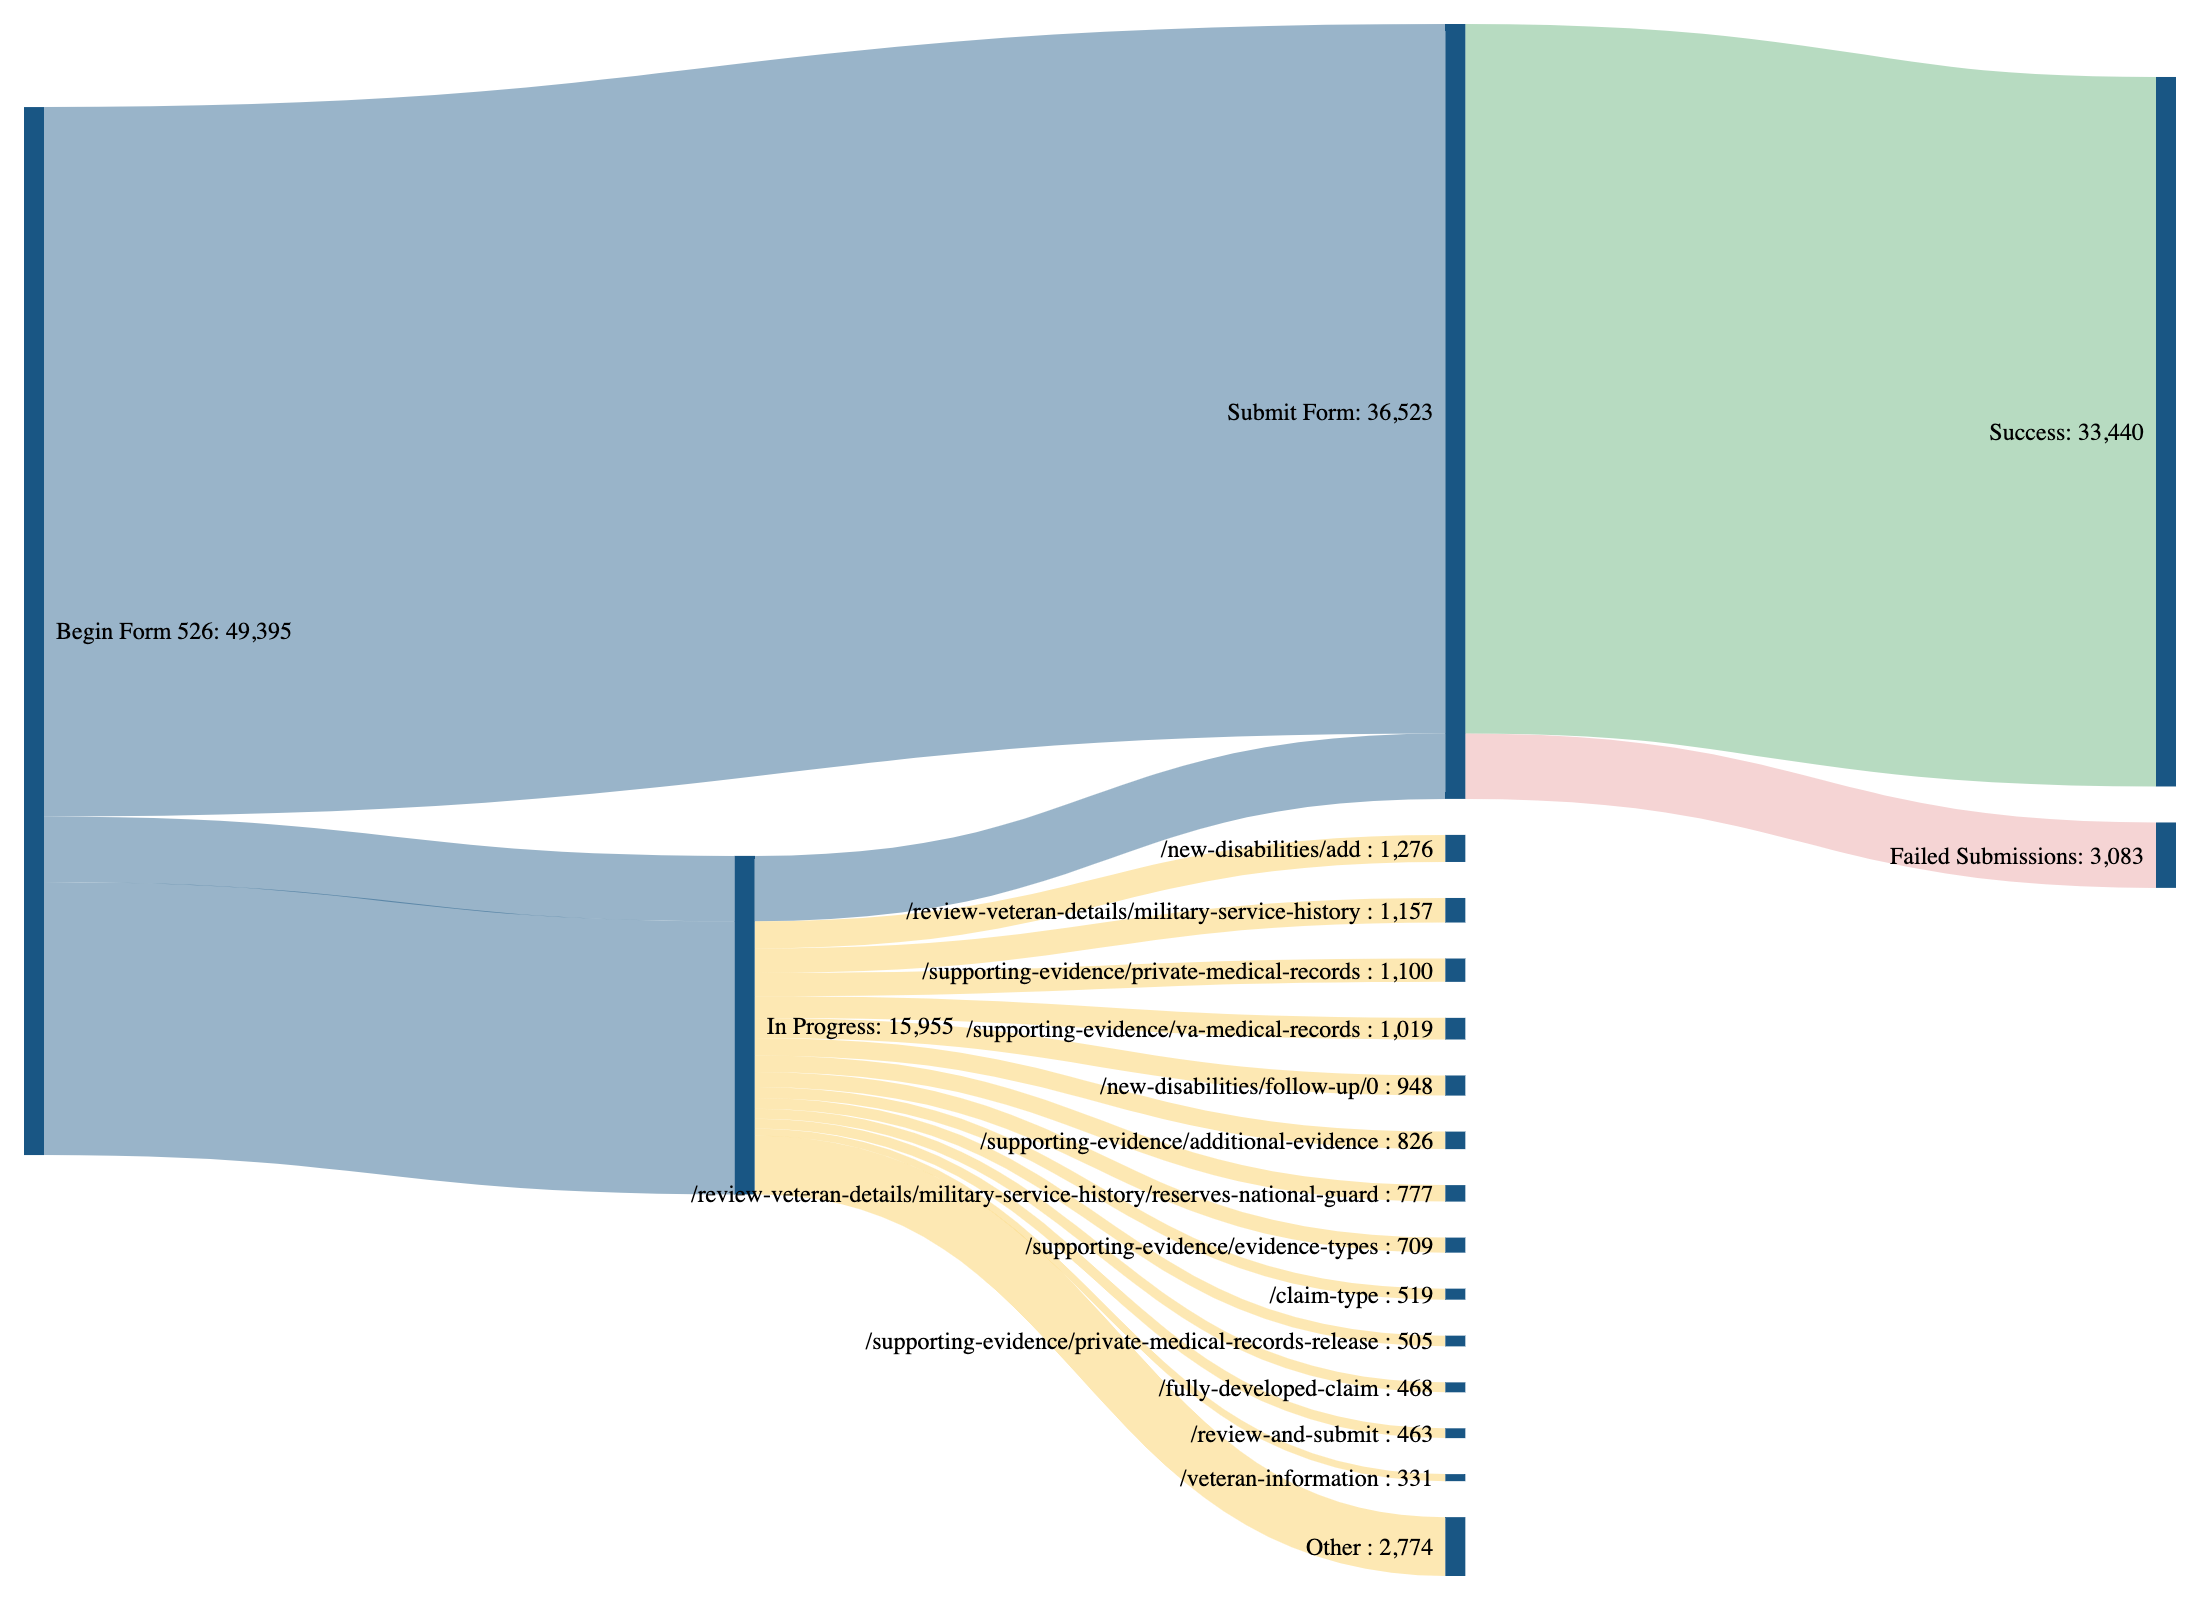 Submit Form: 36,523
Success: 33,440
Begin Form 526: 49,395
/new-disabilities/add : 1,276
Failed Submissions: 3,083
/review-veteran-details/military-service-history : 1,157
/supporting-evidence/private-medical-records : 1,100
In Progress: 15,955
/supporting-evidence/va-medical-records : 1,019
/new-disabilities/follow-up/0 : 948
/supporting-evidence/additional-evidence : 826
/review-veteran-details/military-service-history/reserves-national-guard : 777
/supporting-evidence/evidence-types : 709
/claim-type : 519
/supporting-evidence/private-medical-records-release : 505
/fully-developed-claim : 468
/review-and-submit : 463
/veteran-information : 331
Other : 2,774